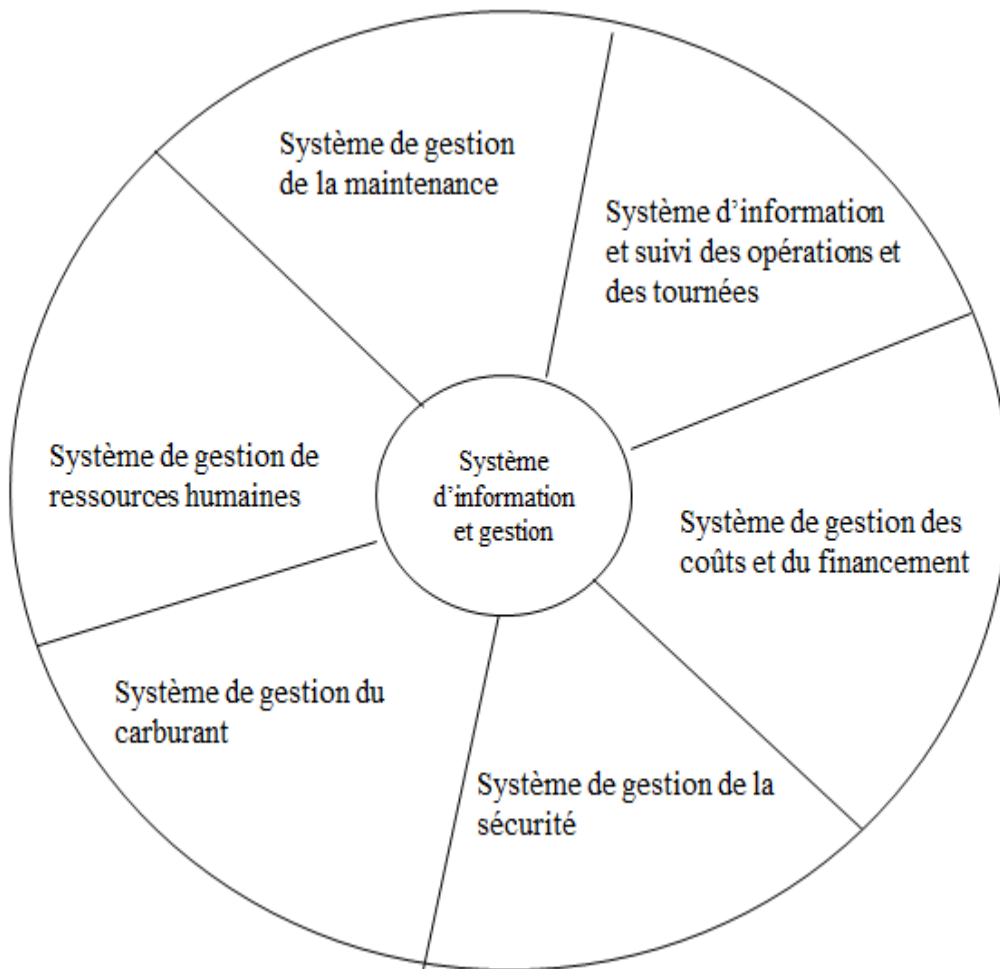 Système de gestion
de la maintenance
Système d’information
et suivi des opérations et
des tournées
Système de gestion de
ressources humaines
Système
d’information
et gestion
Système de gestion des
coûts et du financement
Système de gestion du
carburant
Système de gestion de la
sécurité